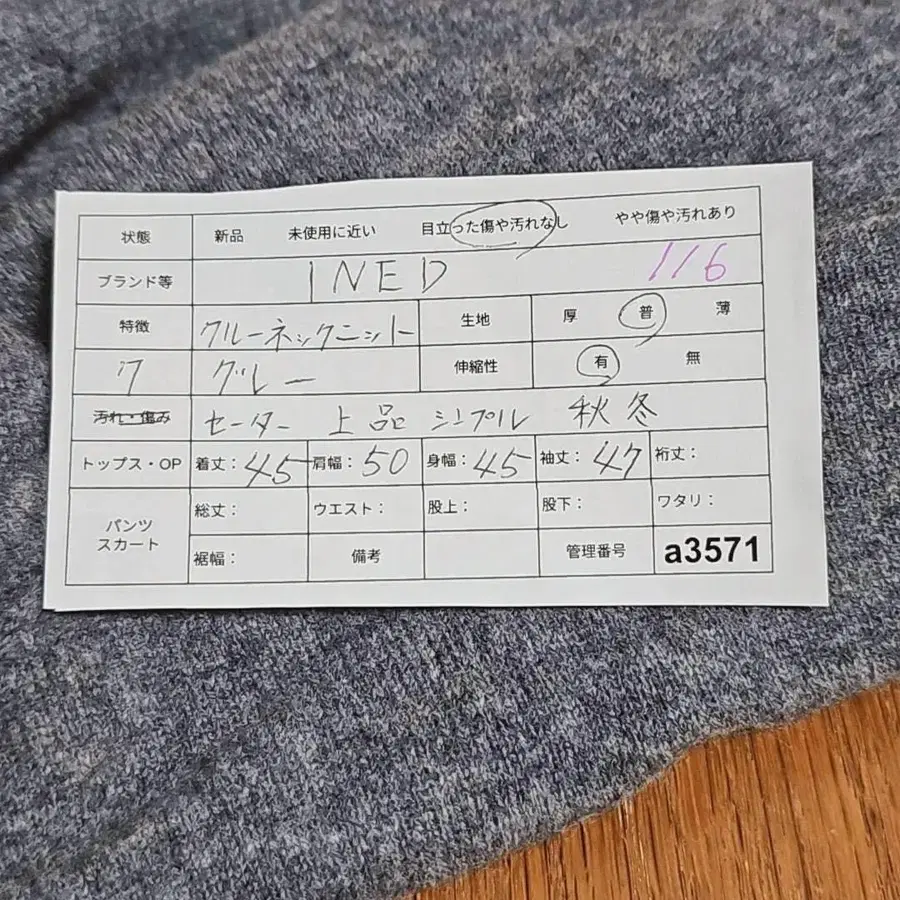 状態 新品 未使用に近い 目立った傷や汚れなし やや傷や汚れあり
ブランド等 INED 116
特徴 クルーネックニット 生地 厚 普 薄
グレー 伸縮性 有 無
汚れ・傷み セーター 上品 シンプル 秋冬
トップス・OP 着丈: 45 肩幅: 50 身幅: 45 袖丈: 47 裄丈:
パンツ スカート 総丈: ウエスト: 股上: 股下: ワタリ:
裾幅: 備考 管理番号 a3571